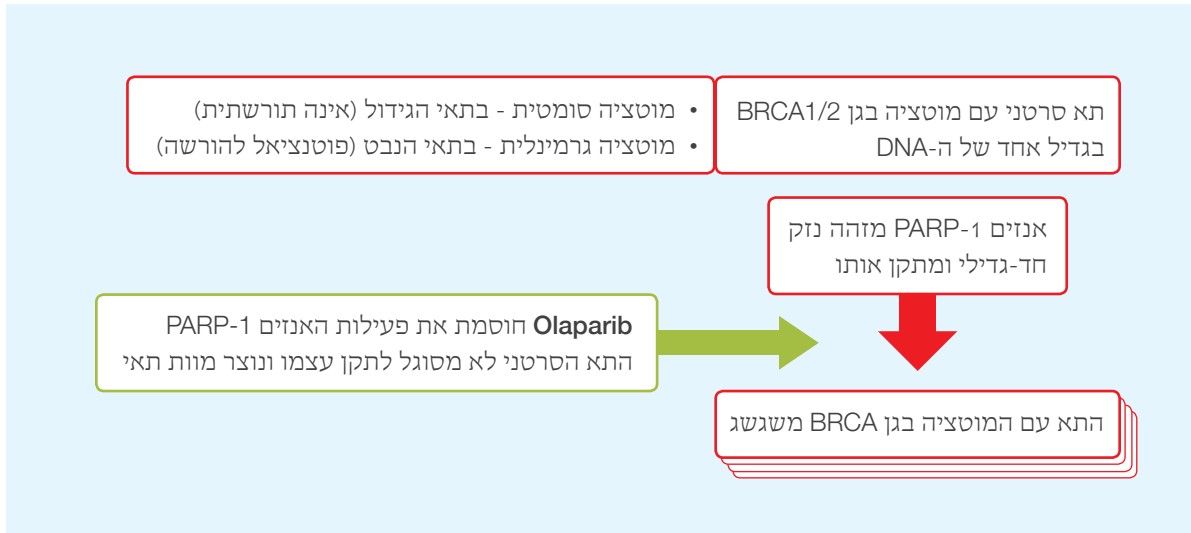 תא סרטני עם מוטציה בגן BRCA1/2
בגדיל אחד של ה-DNA
• מוטציה סומטית - בתאי הגידול (אינה תורשתית)
• מוטציה גרמינלית - בתאי הנבט (פוטנציאל להורשה)
אנזים PARP-1 מזהה נזק
חד-גדילי ומתקן אותו
Olaparib חוסמת את פעילות האנזים PARP-1
התא הסרטני לא מסוגל לתקן עצמו ונוצר מוות תאי
התא עם המוטציה בגן BRCA משגשג